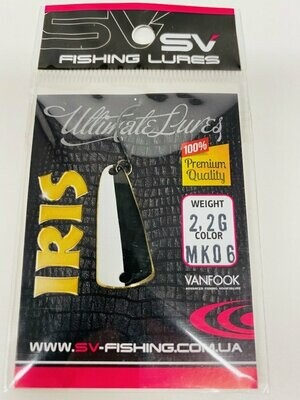 SV SV
FISHING LURES
Ultimate Lures
100%
Premium
Quality
IRIS
WEIGHT
2,2G
COLOR
MK06
VANFOOK
WWW.SV-FISHING.COM.UA